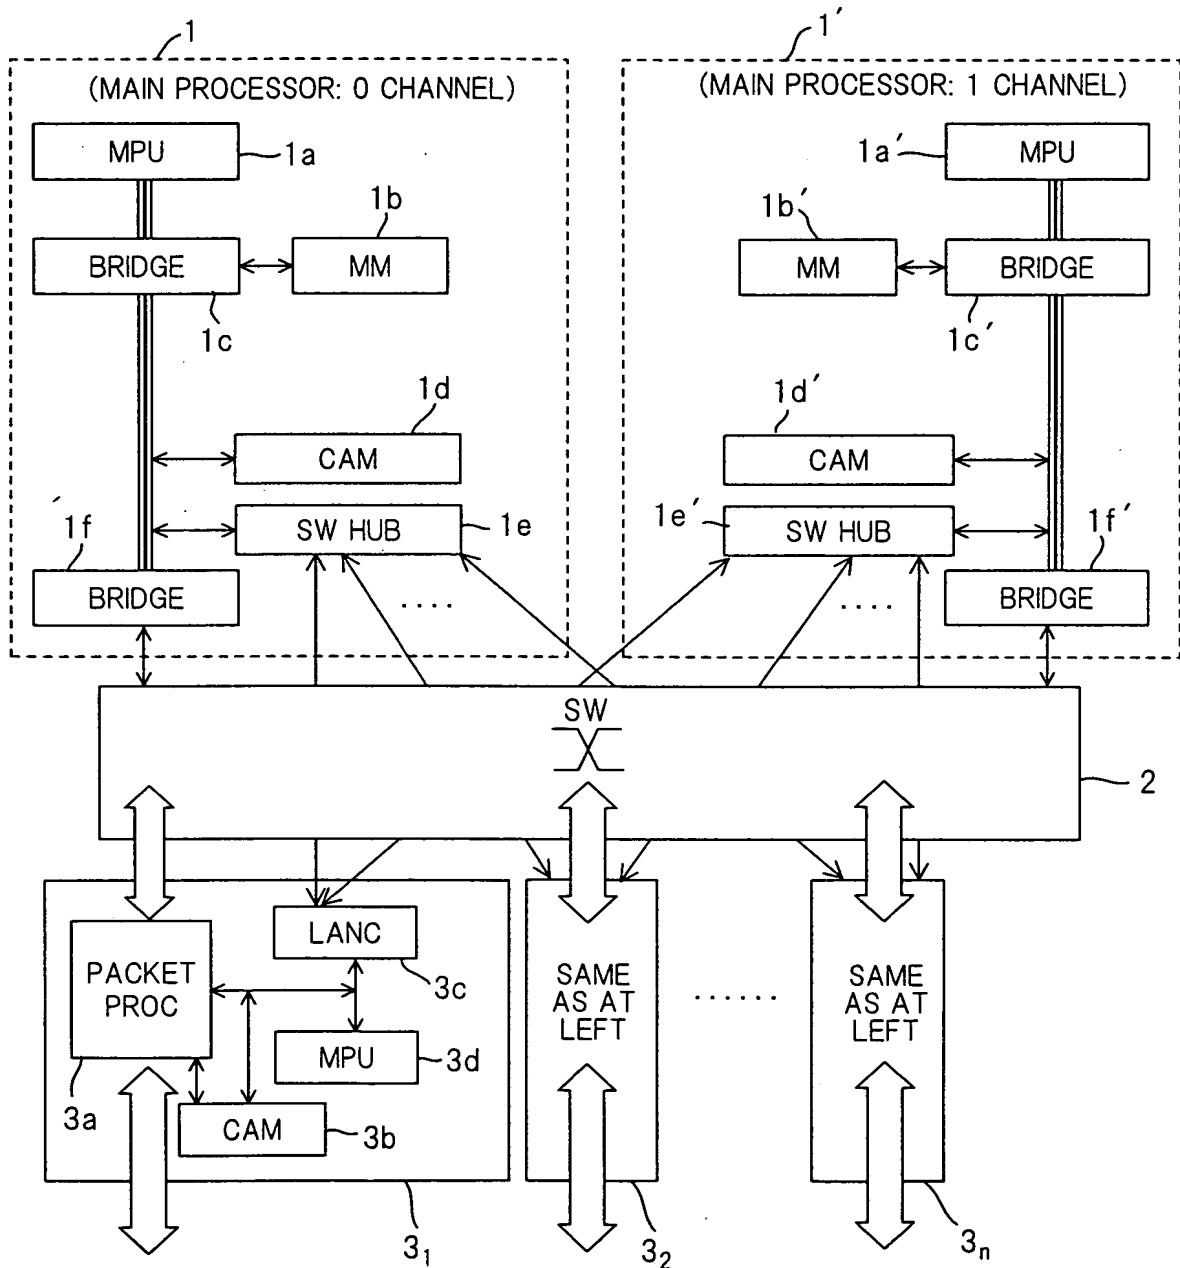 1
1′
(MAIN PROCESSOR: 0 CHANNEL)
(MAIN PROCESSOR: 1 CHANNEL)
MPU
1a
1a′
MPU
1b
1b′
BRIDGE
MM
MM
BRIDGE
1c
1c′
1d
1d′
CAM
CAM
1f
SW HUB
1e
1e′
SW HUB
1f′
BRIDGE
....
....
BRIDGE
SW
2
PACKET
PROC
LANC
3c
MPU
3d
3a
CAM
3b
SAME
AS AT
LEFT
.......
SAME
AS AT
LEFT
3₁
3₂
3ₙ